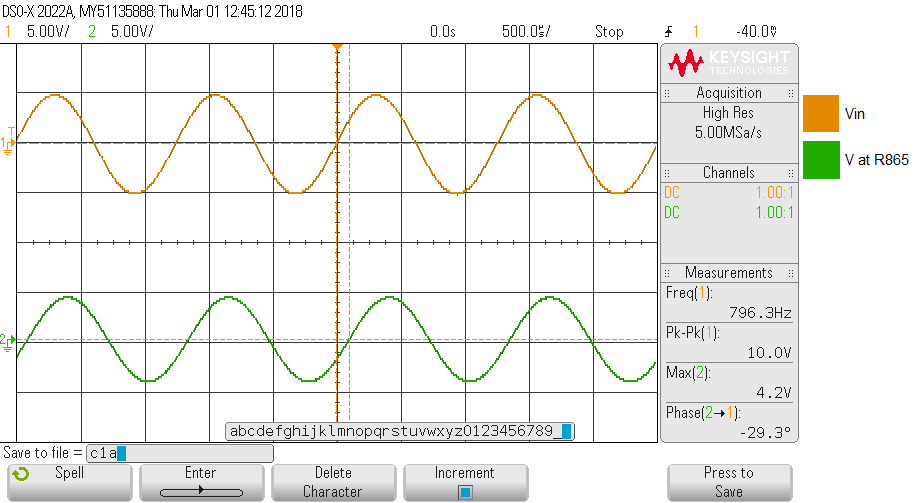 DSO-X 2022A, MY51135888: Thu Mar 01 12:45:12 2018
1 5.00V/ 2 5.00V/ 0.0s 500.0µs/ Stop 1 -40.0mV
KEYSIGHT
TECHNOLOGIES
Acquisition
High Res
5.00MSa/s
Channels
DC 1.00:1
DC 1.00:1
Measurements
Freq(1):
796.3Hz
Pk-Pk(1):
10.0V
Max(2):
4.2V
Phase(2→1):
-29.3°
Vin
V at R865
T
1
2
abcdefghijklmnopqrstuvwxyz0123456789_
Save to file = c1a
Spell
Enter
Delete
Character
Increment
Press to
Save